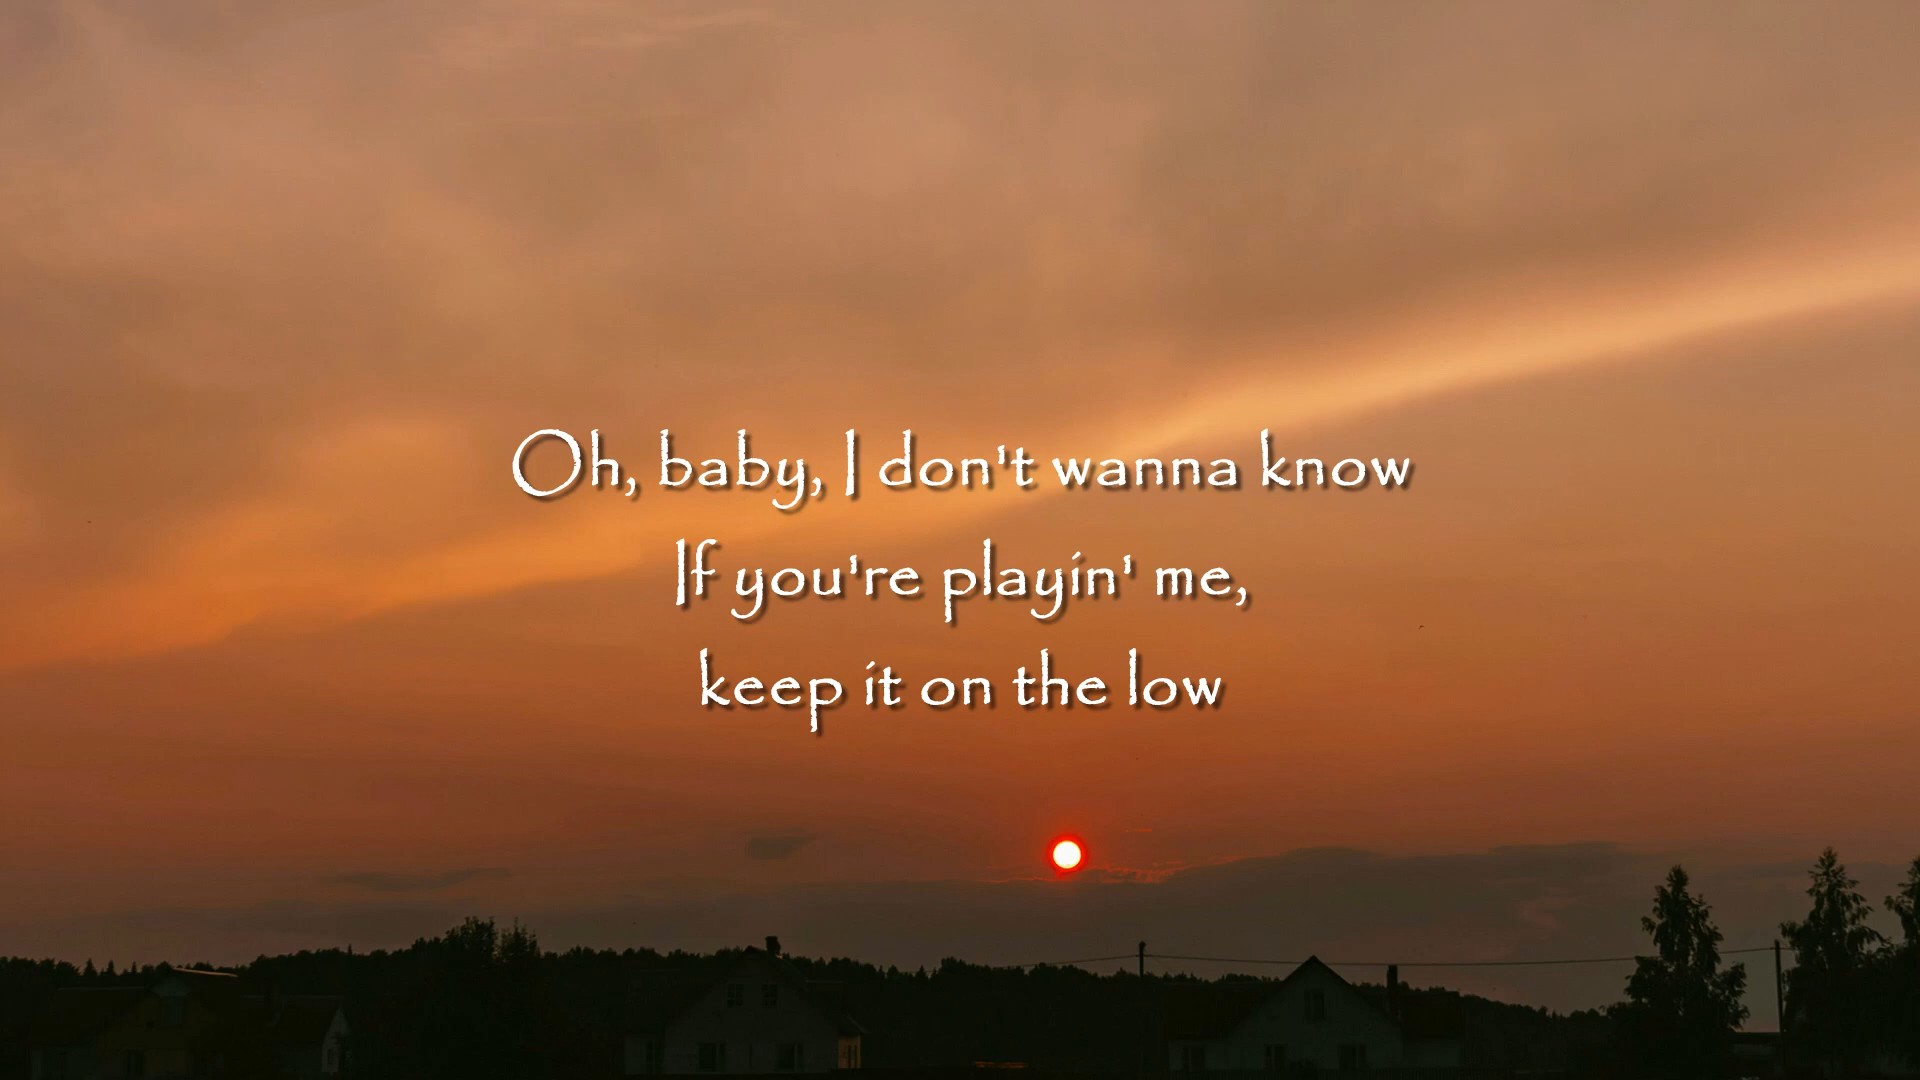 Oh, baby, I don't wanna know
If you're playin' me,
keep it on the low